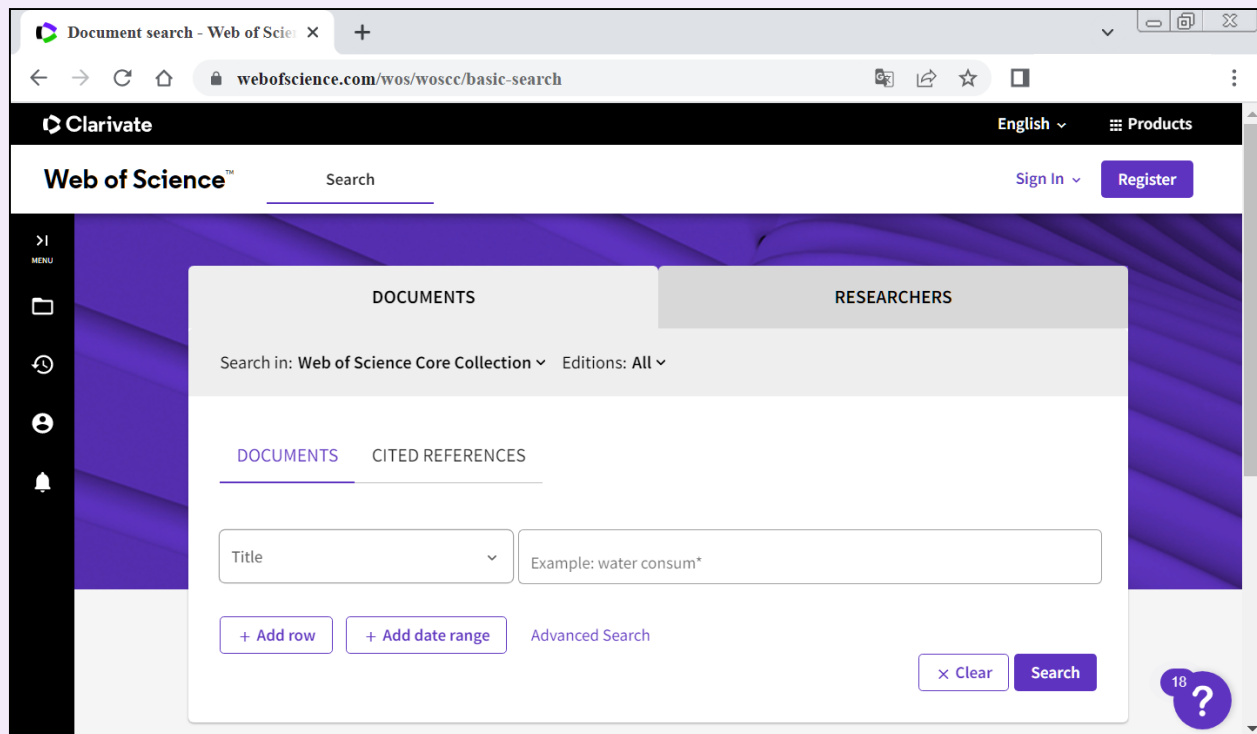 Document search - Web of Scie
webofscience.com/wos/woscc/basic-search
Clarivate
English
Products
Web of Science™
Search
Sign In
Register
MENU
DOCUMENTS
RESEARCHERS
Search in: Web of Science Core Collection Editions: All
DOCUMENTS CITED REFERENCES
Title
Example: water consum*
+ Add row
+ Add date range
Advanced Search
× Clear
Search
18
?